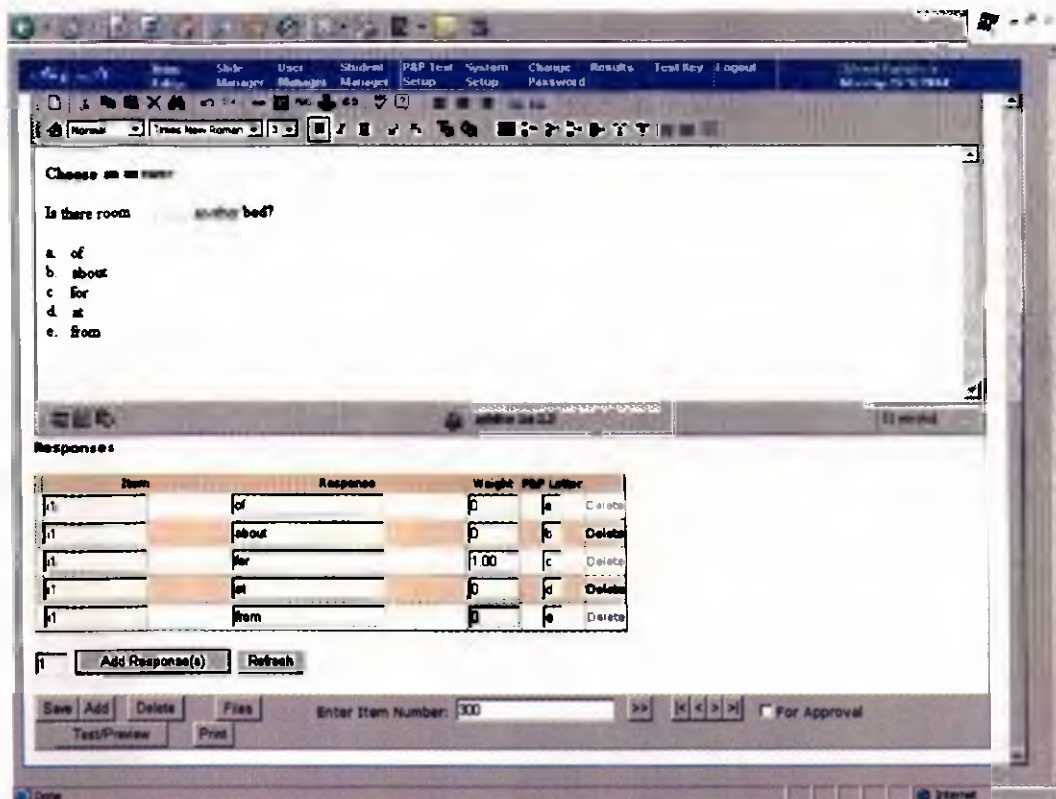 Slide User Student P&P Test System Change Results Test Key Logout
Manager Manager Manager Setup Setup Password
Normal Times New Roman 3
Choose an answer
Is there room another bed?
a. of
b. about
c for
d. at
e. from
Responses
Item Response Weight P&P Letter
of 0 a Delete
about 0 b Delete
for 1.00 c Delete
at 0 d Delete
from 0 e Delete
1 Add Response(s) Refresh
Save Add Delete Files Enter Item Number: 300 >> |< < > >| For Approval
Test/Preview Print
Done Internet